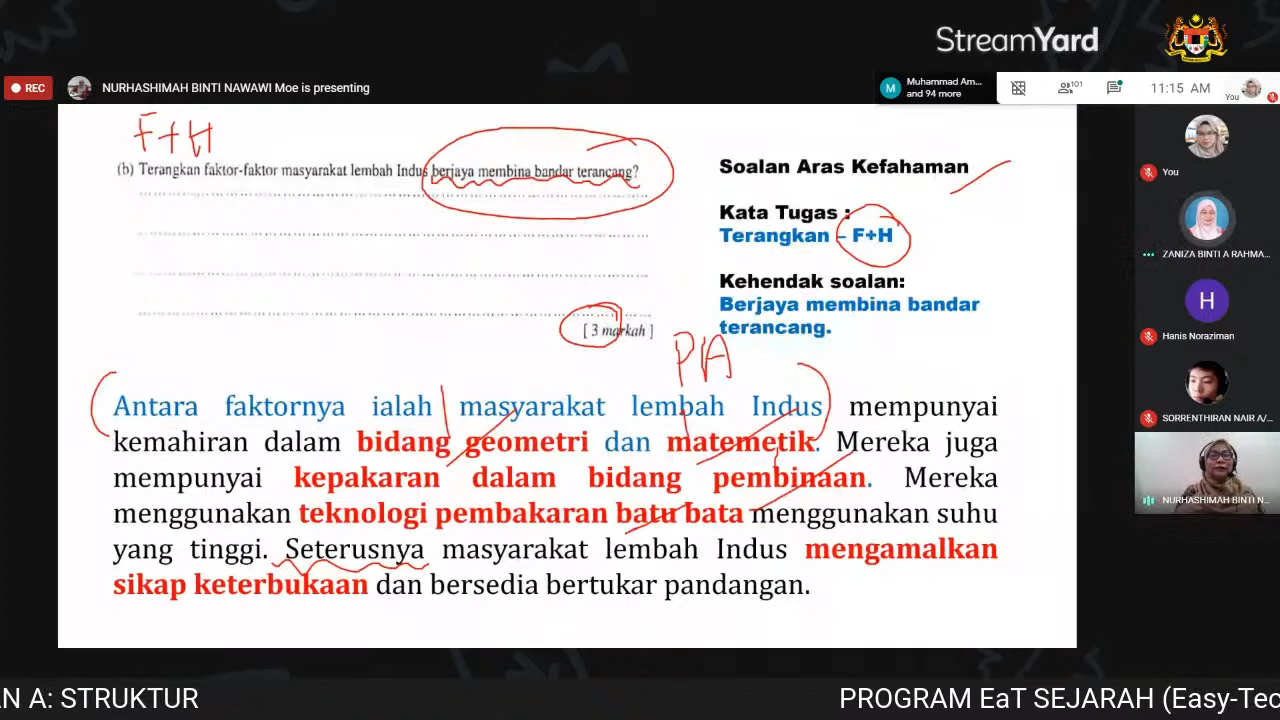 StreamYard
REC
NURHASHIMAH BINTI NAWAWI Moe is presenting
M
Muhammad Am...
and 94 more
101
11:15 AM
You
F+H
(b) Terangkan faktor-faktor masyarakat lembah Indus berjaya membina bandar terancang?
[ 3 markah ]
Soalan Aras Kefahaman
Kata Tugas :
Terangkan – F+H
Kehendak soalan:
Berjaya membina bandar
terancang.
Antara faktornya ialah masyarakat lembah Indus mempunyai
kemahiran dalam bidang geometri dan matemetik. Mereka juga
mempunyai kepakaran dalam bidang pembinaan. Mereka
menggunakan teknologi pembakaran batu bata menggunakan suhu
yang tinggi. Seterusnya masyarakat lembah Indus mengamalkan
sikap keterbukaan dan bersedia bertukar pandangan.
You
ZANIZA BINTI A RAHMA...
H
Hanis Noraziman
SORRENTHIRAN NAIR A/...
NURHASHIMAH BINTI N...
AN A: STRUKTUR
PROGRAM EaT SEJARAH (Easy-Tec